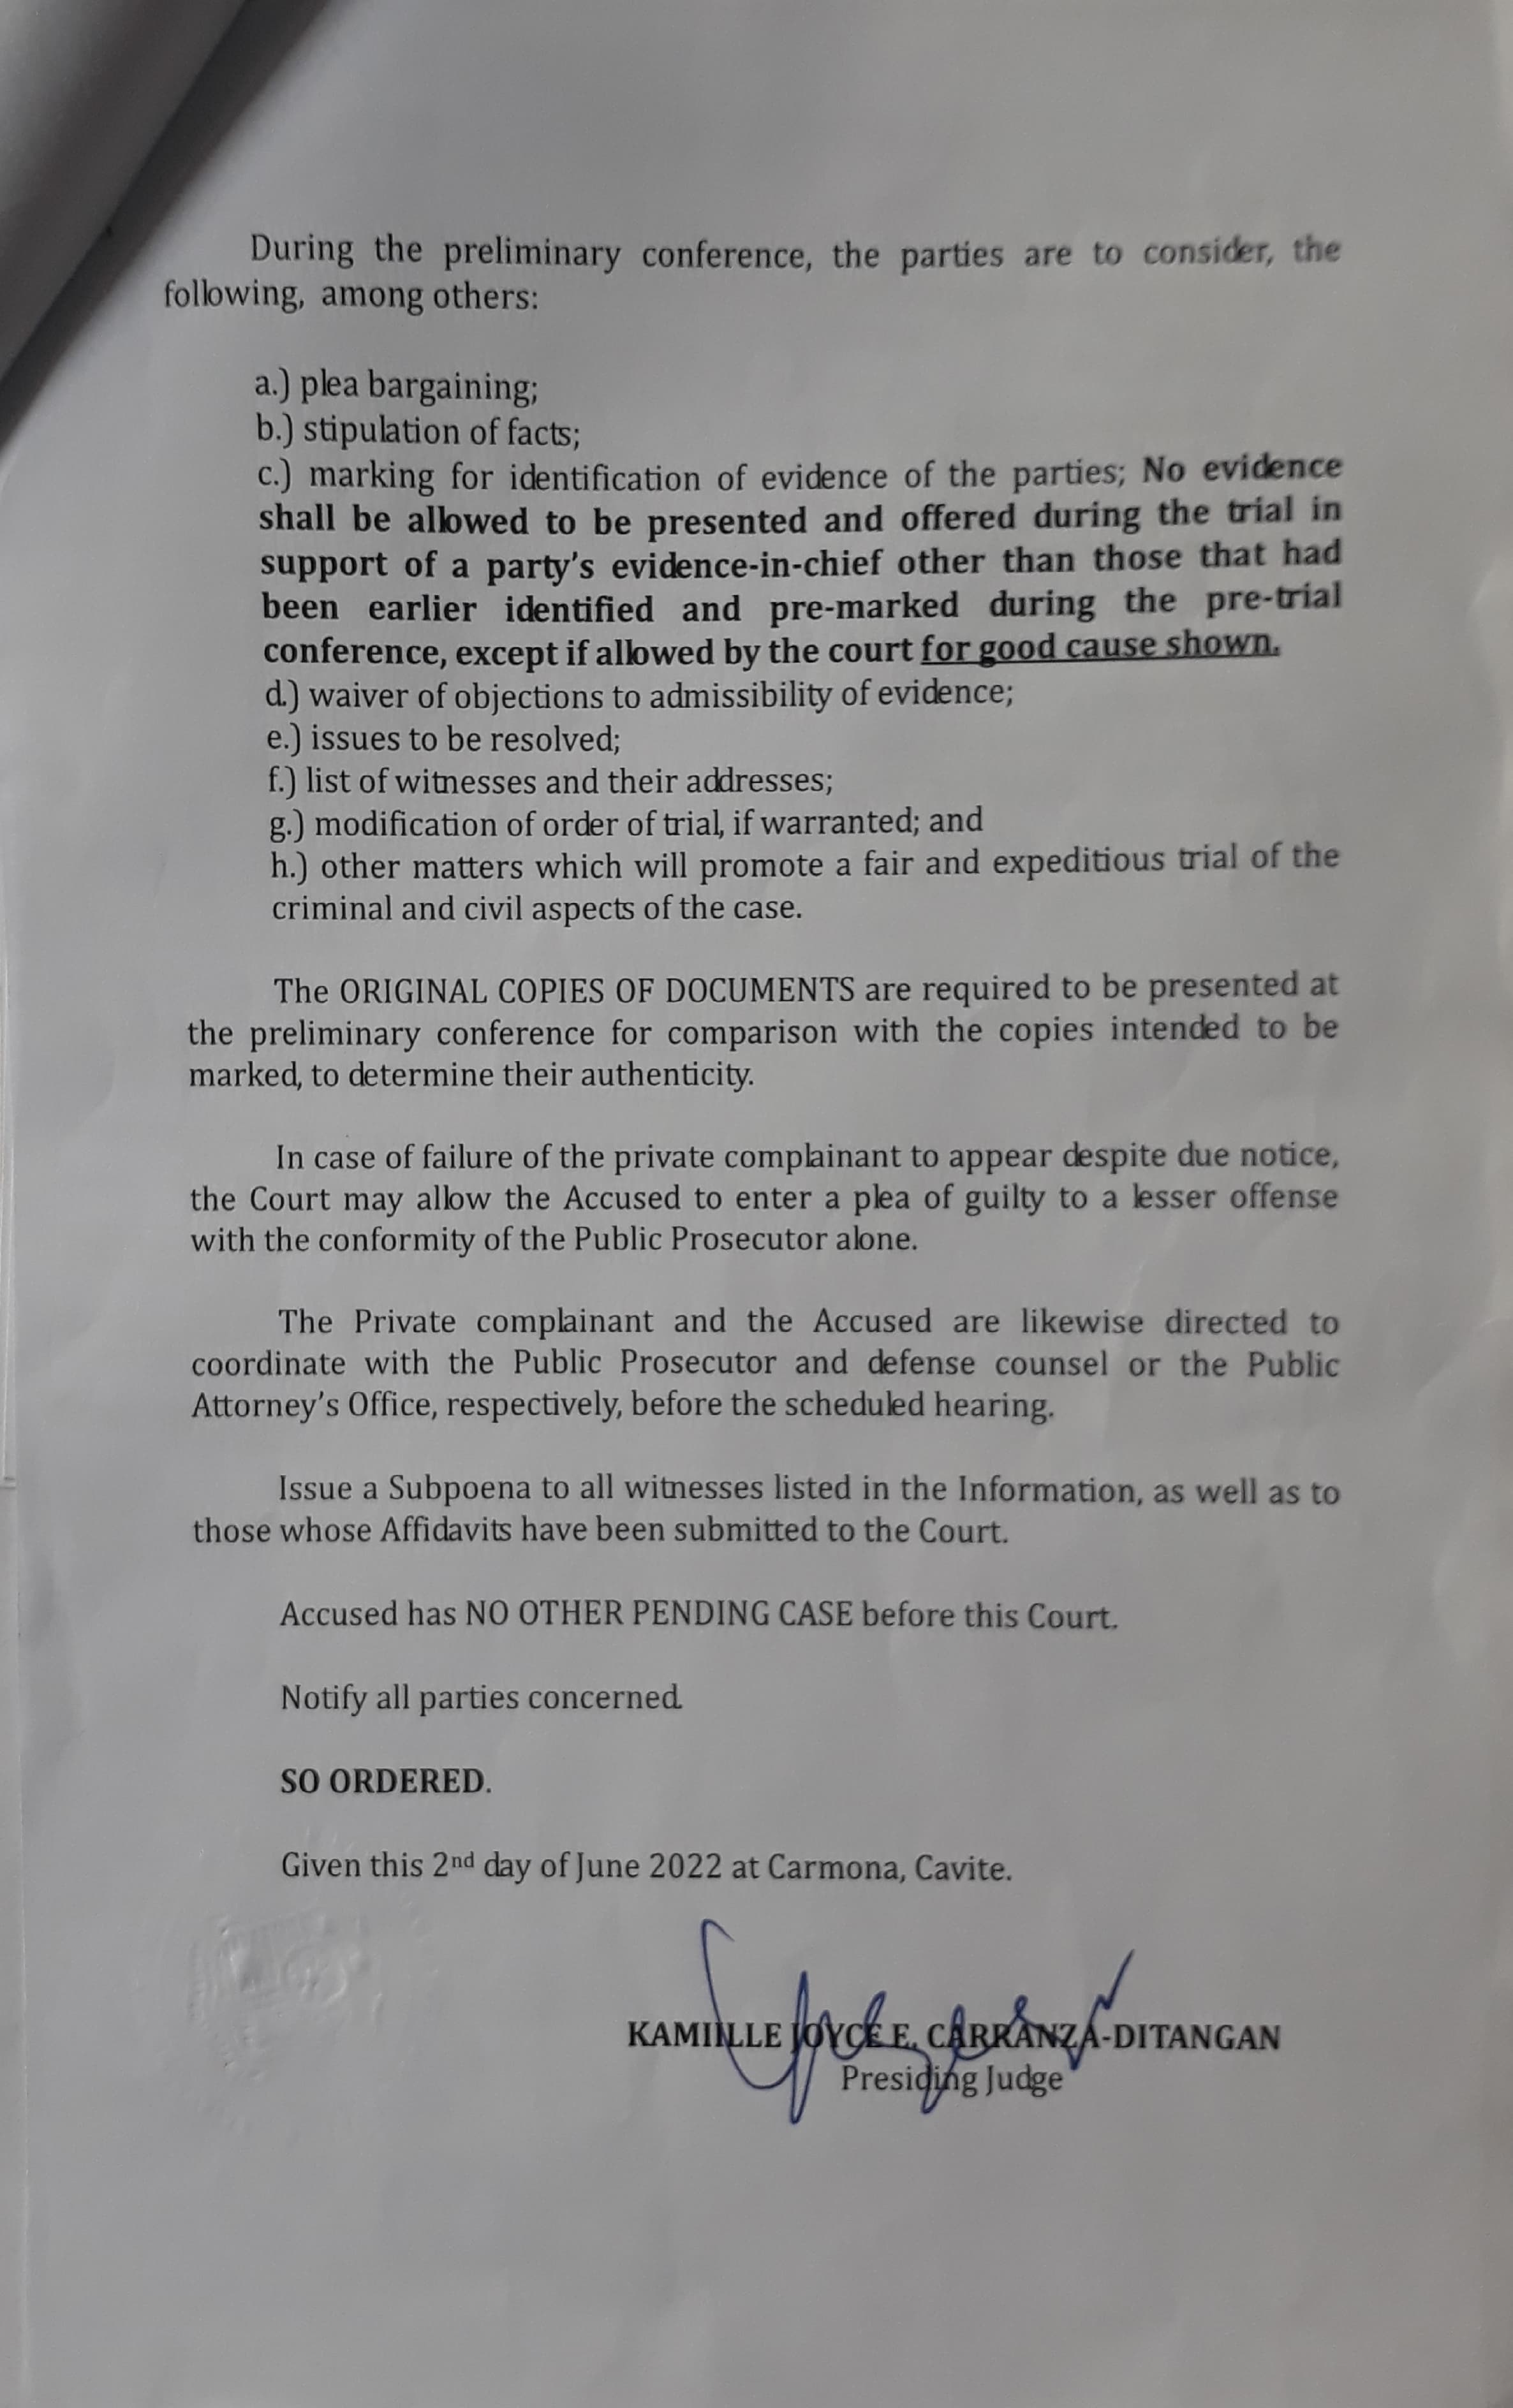 During the preliminary conference, the parties are to consider, the
following, among others:
a.) plea bargaining;
b.) stipulation of facts;
c.) marking for identification of evidence of the parties; No evidence
shall be allowed to be presented and offered during the trial in
support of a party's evidence-in-chief other than those that had
been earlier identified and pre-marked during the pre-trial
conference, except if allowed by the court for good cause shown.
d.) waiver of objections to admissibility of evidence;
e.) issues to be resolved;
f.) list of witnesses and their addresses;
g.) modification of order of trial, if warranted; and
h.) other matters which will promote a fair and expeditious trial of the
criminal and civil aspects of the case.
The ORIGINAL COPIES OF DOCUMENTS are required to be presented at
the preliminary conference for comparison with the copies intended to be
marked, to determine their authenticity.
In case of failure of the private complainant to appear despite due notice,
the Court may allow the Accused to enter a plea of guilty to a lesser offense
with the conformity of the Public Prosecutor alone.
The Private complainant and the Accused are likewise directed to
coordinate with the Public Prosecutor and defense counsel or the Public
Attorney's Office, respectively, before the scheduled hearing.
Issue a Subpoena to all witnesses listed in the Information, as well as to
those whose Affidavits have been submitted to the Court.
Accused has NO OTHER PENDING CASE before this Court.
Notify all parties concerned.
SO ORDERED.
Given this 2nd day of June 2022 at Carmona, Cavite.
KAMILLE JOYCE E. CARRANZA-DITANGAN
Presiding Judge